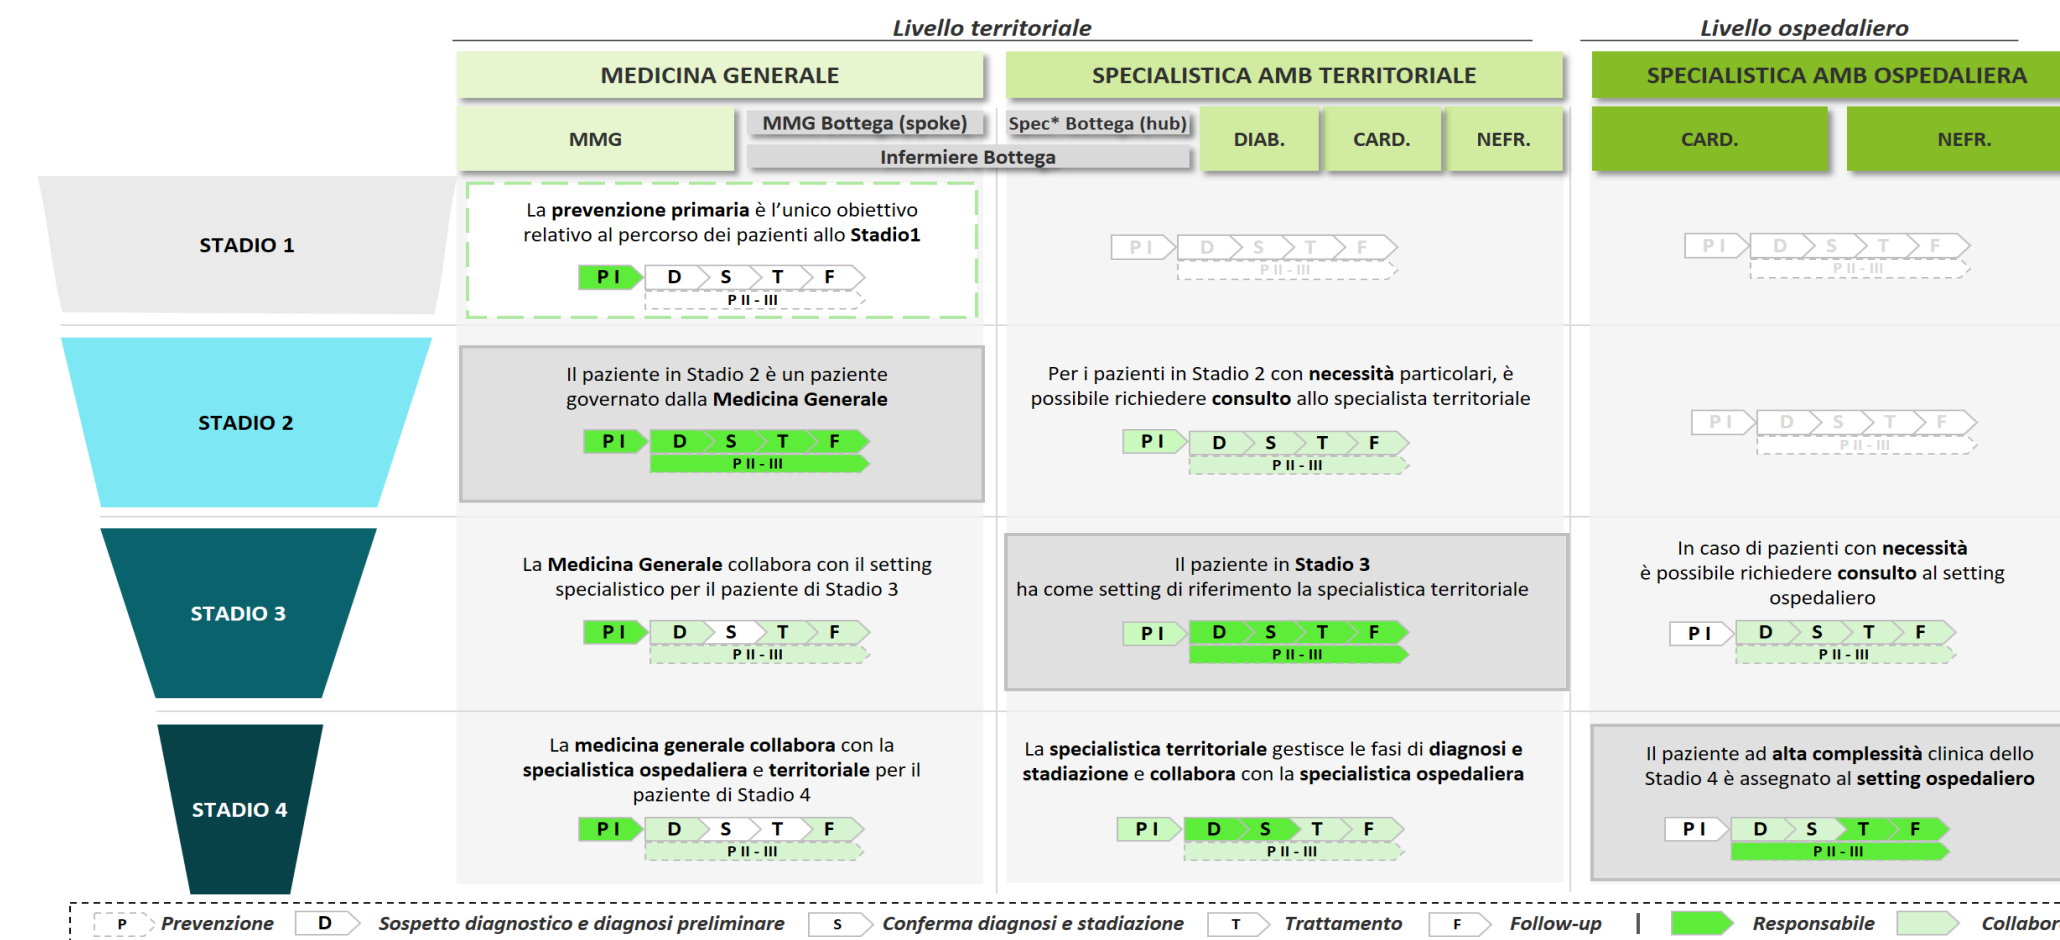 Livello territoriale
Livello ospedaliero
MEDICINA GENERALE
SPECIALISTICA AMB TERRITORIALE
SPECIALISTICA AMB OSPEDALIERA
MMG
MMG Bottega (spoke)
Spec* Bottega (hub)
Infermiere Bottega
DIAB.
CARD.
NEFR.
CARD.
NEFR.
STADIO 1
La prevenzione primaria è l'unico obiettivo
relativo al percorso dei pazienti allo Stadio1
P I D S T F
P II - III
P I D S T F
P II - III
P I D S T F
P II - III
STADIO 2
Il paziente in Stadio 2 è un paziente
governato dalla Medicina Generale
P I D S T F
P II - III
Per i pazienti in Stadio 2 con necessità particolari, è
possibile richiedere consulto allo specialista territoriale
P I D S T F
P II - III
P I D S T F
P II - III
STADIO 3
La Medicina Generale collabora con il setting
specialistico per il paziente di Stadio 3
P I D S T F
P II - III
Il paziente in Stadio 3
ha come setting di riferimento la specialistica territoriale
P I D S T F
P II - III
In caso di pazienti con necessità
è possibile richiedere consulto al setting
ospedaliero
P I D S T F
P II - III
STADIO 4
La medicina generale collabora con la
specialistica ospedaliera e territoriale per il
paziente di Stadio 4
P I D S T F
P II - III
La specialistica territoriale gestisce le fasi di diagnosi e
stadiazione e collabora con la specialistica ospedaliera
P I D S T F
P II - III
Il paziente ad alta complessità clinica dello
Stadio 4 è assegnato al setting ospedaliero
P I D S T F
P II - III
P Prevenzione D Sospetto diagnostico e diagnosi preliminare S Conferma diagnosi e stadiazione T Trattamento F Follow-up | Responsabile Collabor